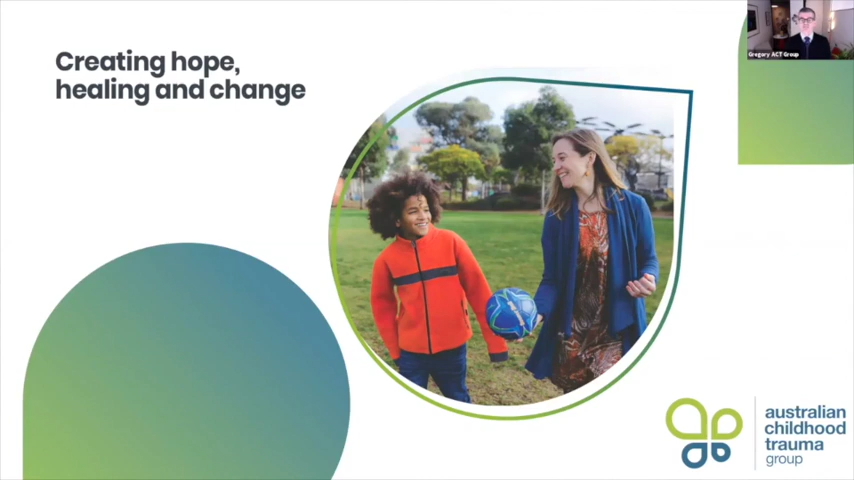 Gregory ACT Group
Creating hope,
healing and change
australian
childhood
trauma
group